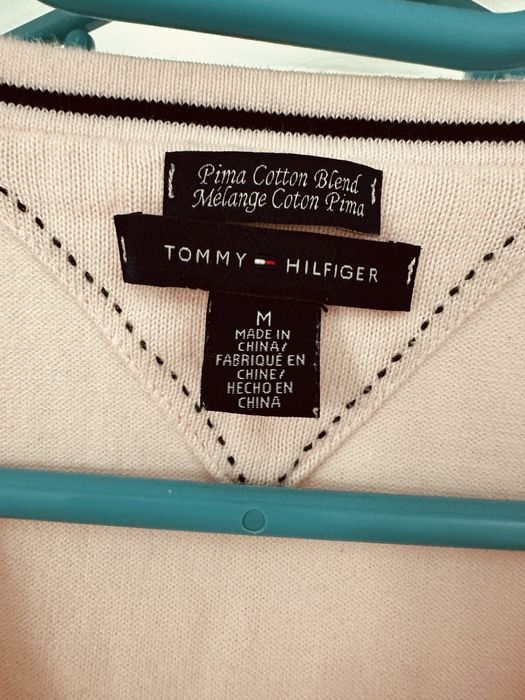 Pima Cotton Blend
Mélange Coton Pima
TOMMY HILFIGER
M
MADE IN
CHINA/
FABRIQUÉ EN
CHINE/
HECHO EN
CHINA